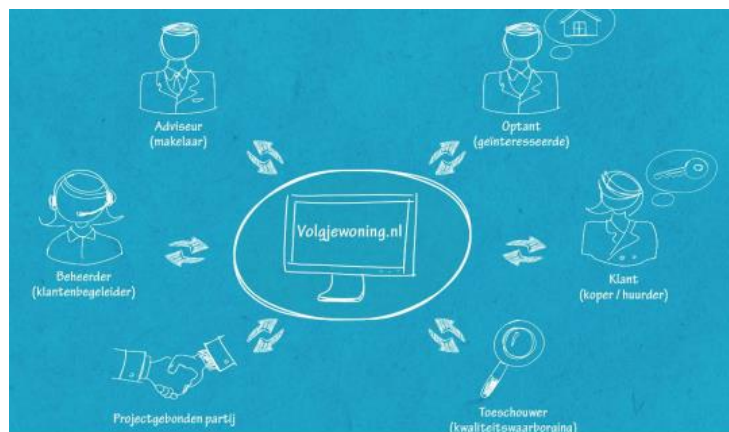 Adviseur
(makelaar)
Optant
(geïnteresseerde)
Volgjewoning.nl
Beheerder
(klantenbegeleider)
Klant
(koper / huurder)
Projectgebonden partij
Toeschouwer
(kwaliteitswaarborging)